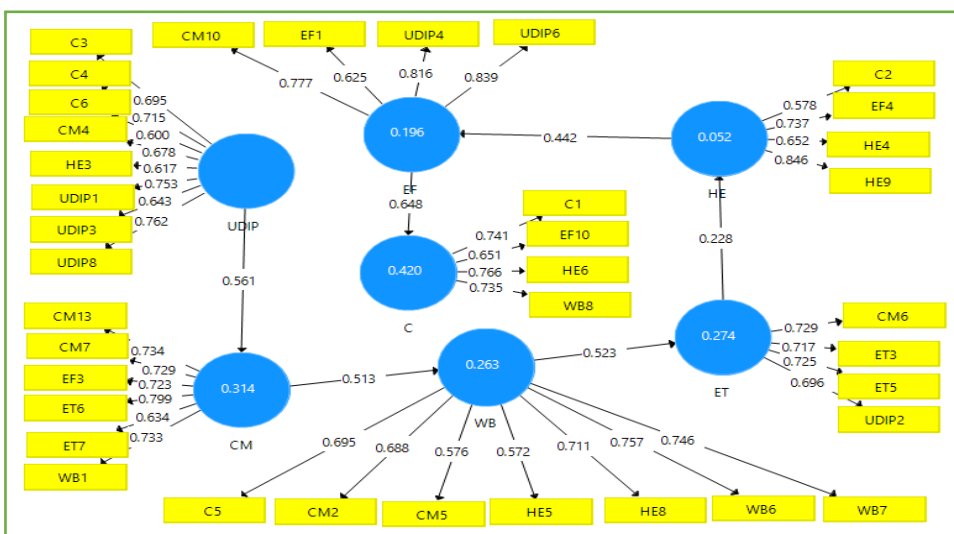 C3
C4
C6
CM4
HE3
UDIP1
UDIP3
UDIP8
0.695
0.715
0.600
0.678
0.617
0.753
0.643
0.762
UDIP
CM10
EF1
UDIP4
UDIP6
0.777
0.625
0.816
0.839
0.196
EF
0.442
0.052
HE
0.578
0.737
0.652
0.846
C2
EF4
HE4
HE9
0.648
0.561
0.228
0.420
C
0.741
0.651
0.766
0.735
C1
EF10
HE6
WB8
CM13
CM7
EF3
ET6
ET7
WB1
0.734
0.729
0.723
0.799
0.634
0.733
0.314
CM
0.513
0.263
WB
0.523
0.274
ET
0.729
0.717
0.725
0.696
CM6
ET3
ET5
UDIP2
0.695
0.688
0.576
0.572
0.711
0.757
0.746
C5
CM2
CM5
HE5
HE8
WB6
WB7